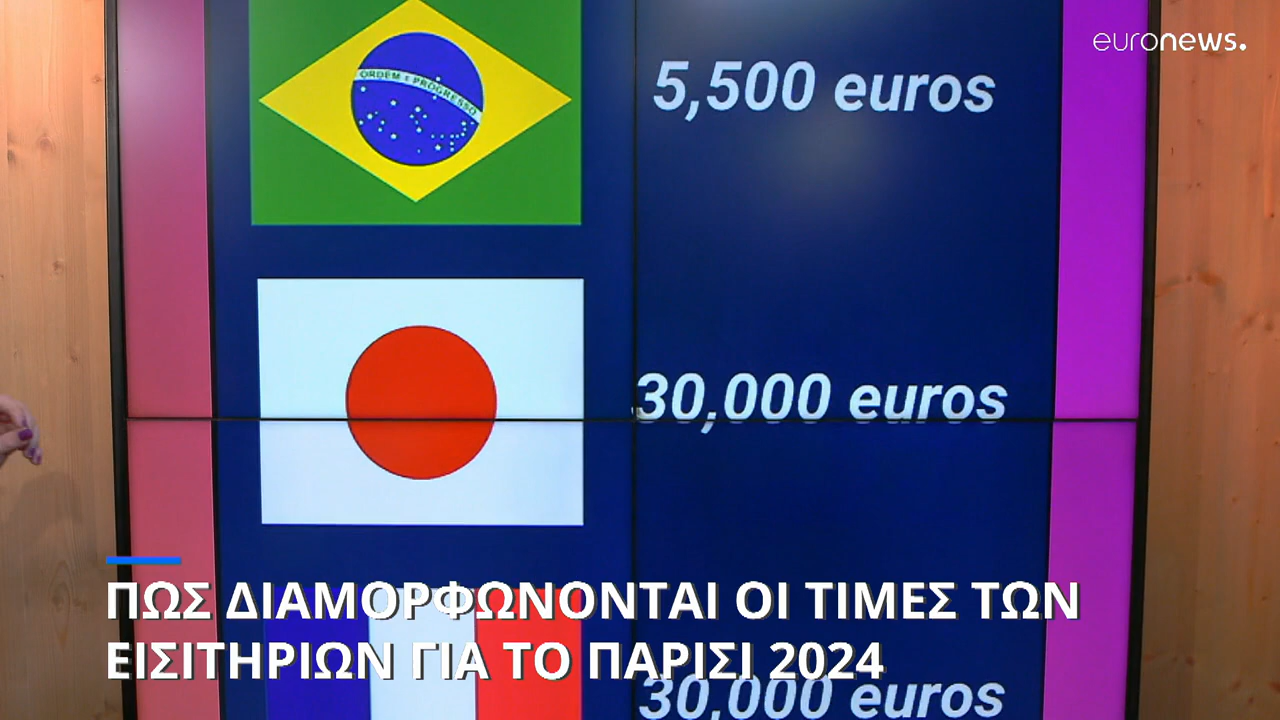 euronews.
ORDEM E PROGRESSO
5,500 euros
30,000 euros
ΠΩΣ ΔΙΑΜΟΡΦΩΝΟΝΤΑΙ ΟΙ ΤΙΜΕΣ ΤΩΝ
ΕΙΣΙΤΗΡΙΩΝ ΓΙΑ ΤΟ ΠΑΡΙΣΙ 2024
30,000 euros